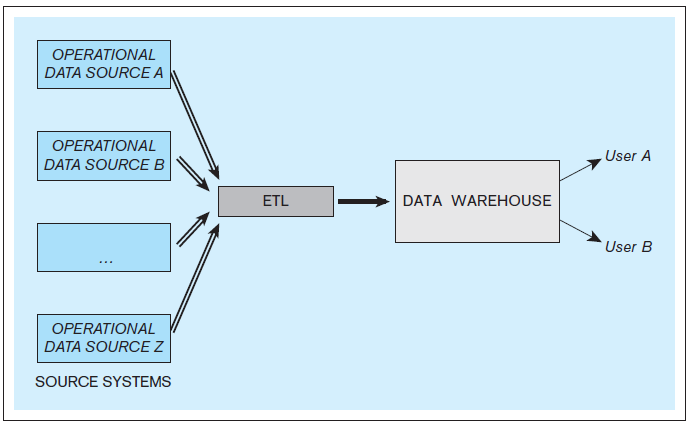 OPERATIONAL
DATA SOURCE A
OPERATIONAL
DATA SOURCE B
...
OPERATIONAL
DATA SOURCE Z
SOURCE SYSTEMS
ETL
DATA WAREHOUSE
User A
User B